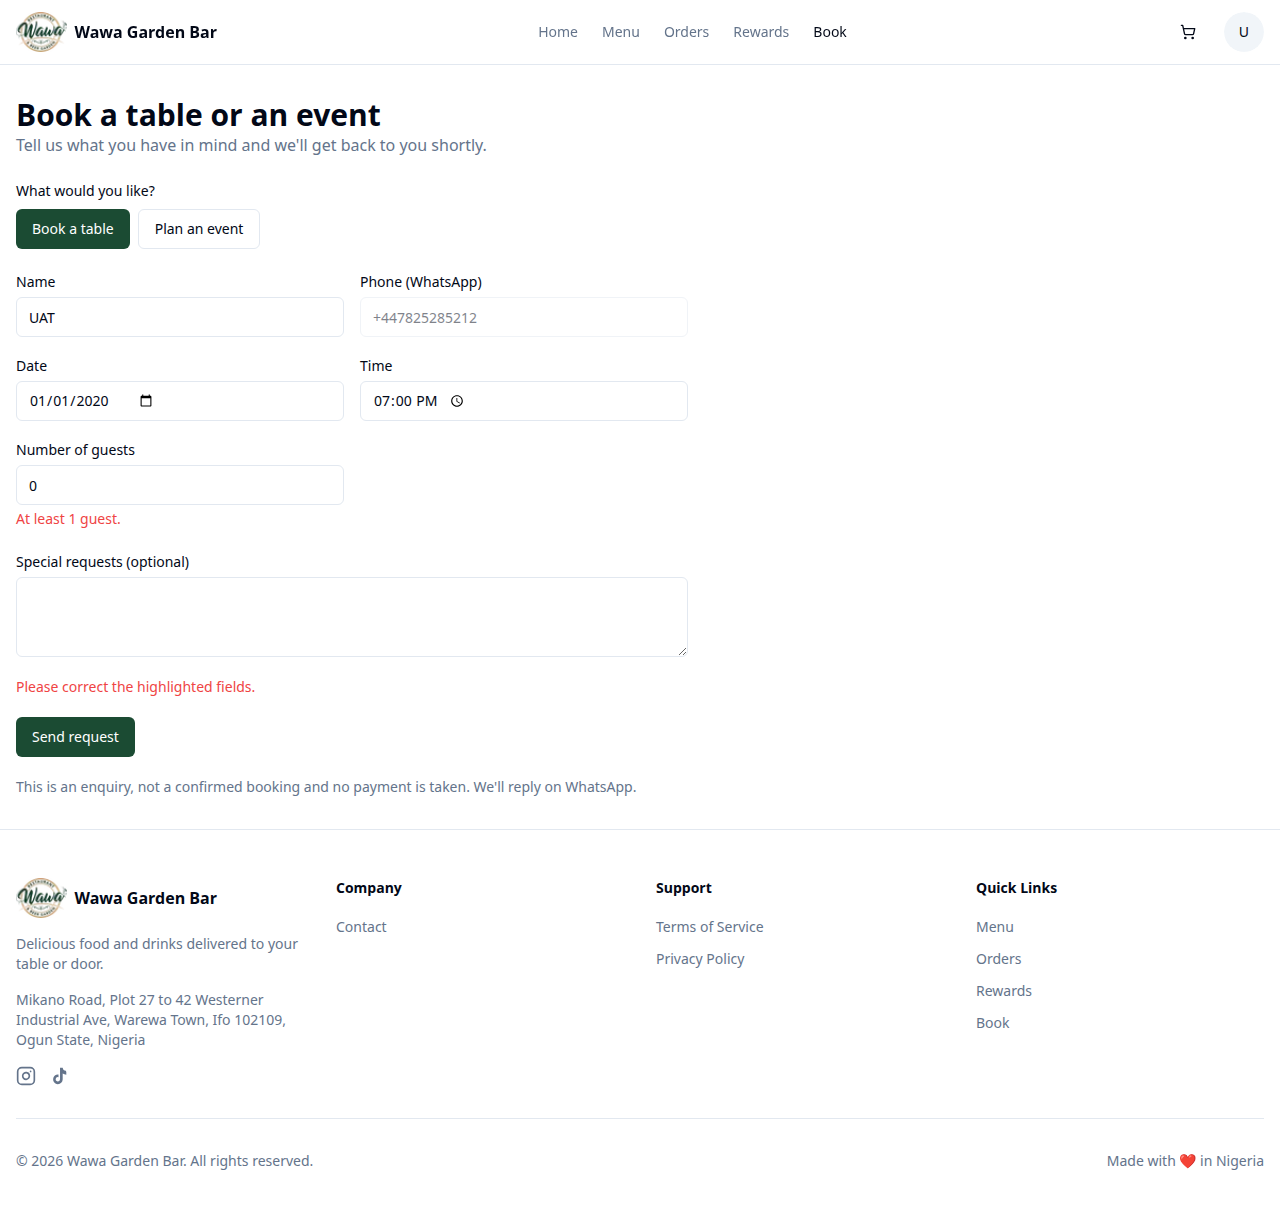 Wawa
Wawa Garden Bar
Home
Menu
Orders
Rewards
Book
U
Book a table or an event
Tell us what you have in mind and we'll get back to you shortly.
What would you like?
Book a table
Plan an event
Name
Phone (WhatsApp)
UAT
+447825285212
Date
Time
01/01/2020
07:00 PM
Number of guests
0
At least 1 guest.
Special requests (optional)
Please correct the highlighted fields.
Send request
This is an enquiry, not a confirmed booking and no payment is taken. We'll reply on WhatsApp.
Wawa
Wawa Garden Bar
Delicious food and drinks delivered to your
table or door.
Mikano Road, Plot 27 to 42 Westerner
Industrial Ave, Warewa Town, Ifo 102109,
Ogun State, Nigeria
Company
Contact
Support
Terms of Service
Privacy Policy
Quick Links
Menu
Orders
Rewards
Book
© 2026 Wawa Garden Bar. All rights reserved.
Made with ❤️ in Nigeria